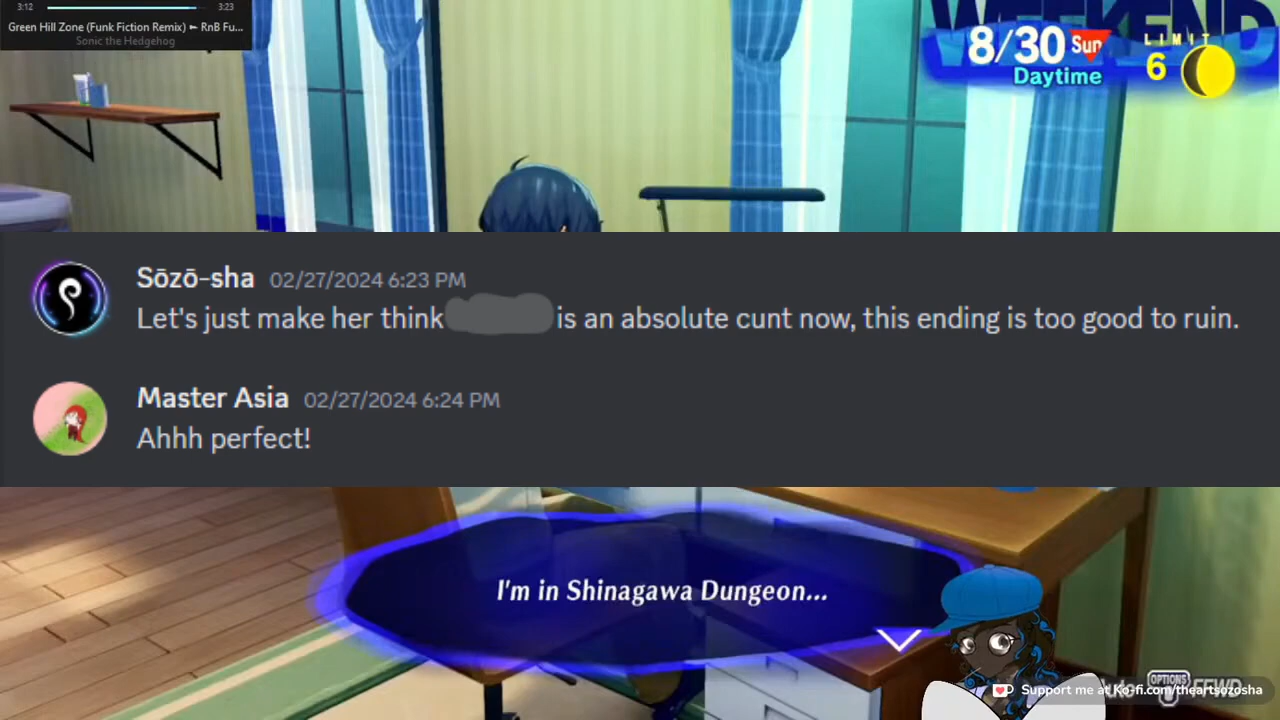 3:12 3:23
Green Hill Zone (Funk Fiction Remix) ► RnB Fu...
Sonic the Hedgehog
WEEKEND
8/30 Sun
Daytime
LIMIT
6
Sōzō-sha 02/27/2024 6:23 PM
Let's just make her think is an absolute cunt now, this ending is too good to ruin.
Master Asia 02/27/2024 6:24 PM
Ahhh perfect!
I'm in Shinagawa Dungeon...
OPTIONS
FFWD
Support me at Ko-fi.com/theartsozosha